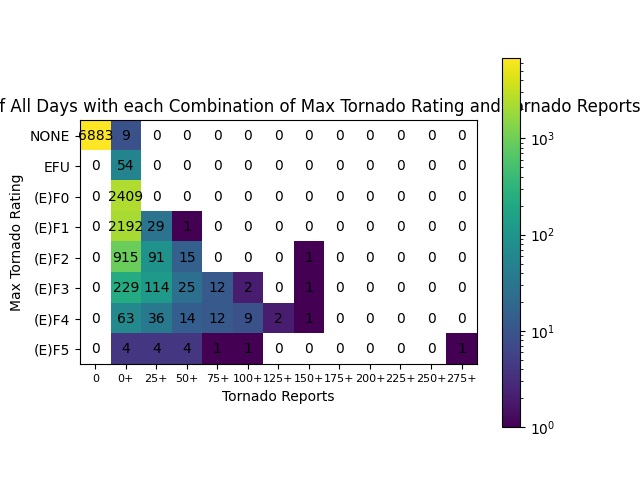 f All Days with each Combination of Max Tornado Rating and Tornado Reports
Max Tornado Rating
NONE 6883 9 0 0 0 0 0 0 0 0 0 0 0
EFU 0 54 0 0 0 0 0 0 0 0 0 0 0
(E)F0 0 2409 0 0 0 0 0 0 0 0 0 0 0
(E)F1 0 2192 29 1 0 0 0 0 0 0 0 0 0
(E)F2 0 915 91 15 0 0 0 1 0 0 0 0 0
(E)F3 0 229 114 25 12 2 0 1 0 0 0 0 0
(E)F4 0 63 36 14 12 9 2 1 0 0 0 0 0
(E)F5 0 4 4 4 1 1 0 0 0 0 0 0 1
0 0+ 25+ 50+ 75+ 100+ 125+ 150+ 175+ 200+ 225+ 250+ 275+
Tornado Reports
10³
10²
10¹
10⁰